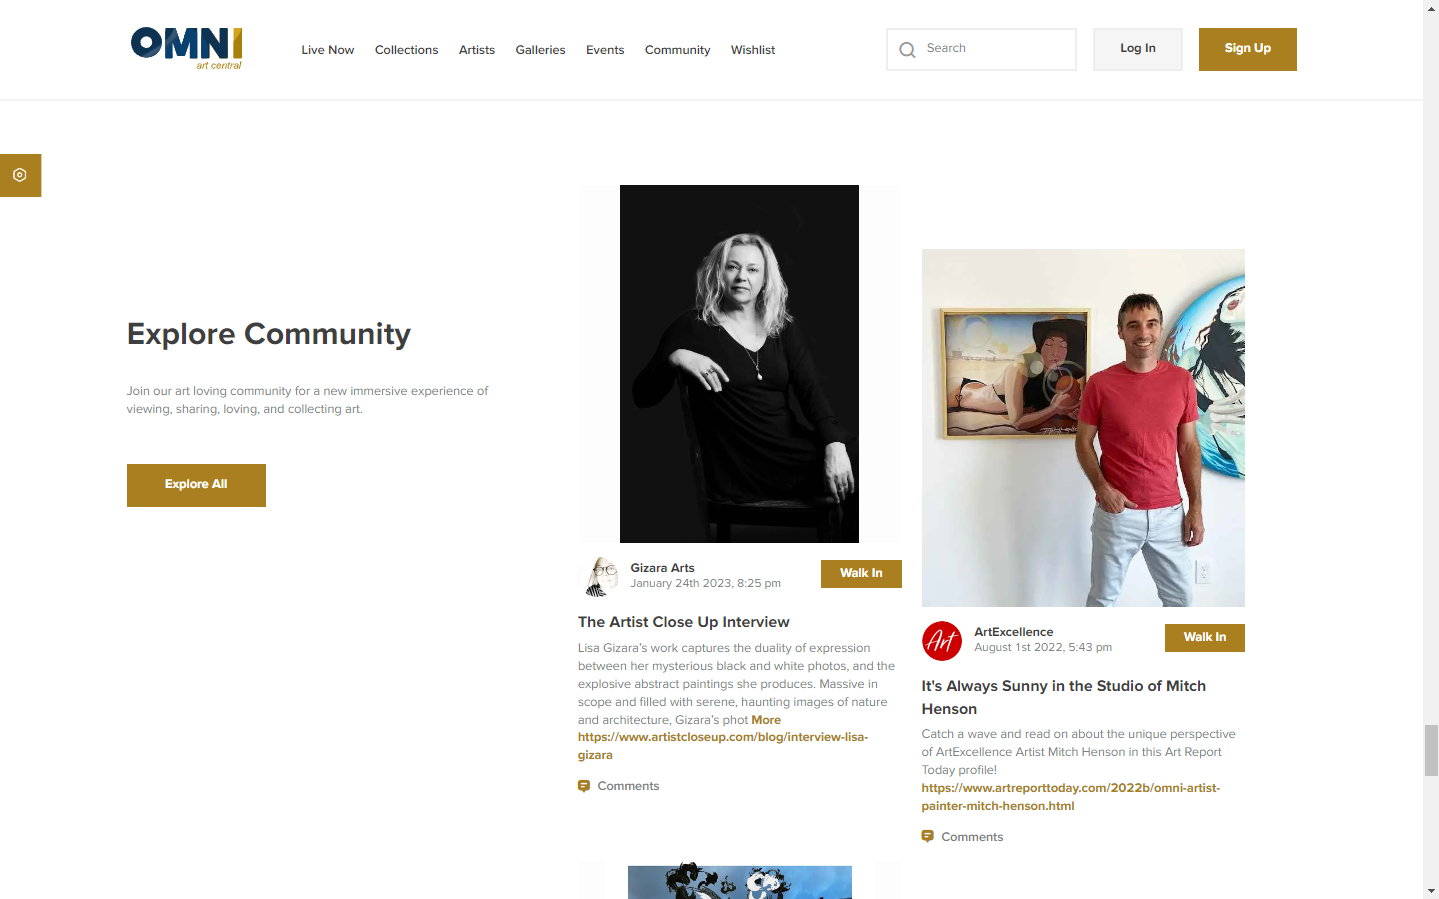 OMNI
art central
Live Now
Collections
Artists
Galleries
Events
Community
Wishlist
Search
Log In
Sign Up
Explore Community
Join our art loving community for a new immersive experience of
viewing, sharing, loving, and collecting art.
Explore All
Gizara Arts
January 24th 2023, 8:25 pm
Walk In
The Artist Close Up Interview
Lisa Gizara's work captures the duality of expression
between her mysterious black and white photos, and the
explosive abstract paintings she produces. Massive in
scope and filled with serene, haunting images of nature
and architecture, Gizara's phot More
https://www.artistcloseup.com/blog/interview-lisa-
gizara
Comments
Art
ArtExcellence
August 1st 2022, 5:43 pm
Walk In
It's Always Sunny in the Studio of Mitch
Henson
Catch a wave and read on about the unique perspective
of ArtExcellence Artist Mitch Henson in this Art Report
Today profile!
https://www.artreporttoday.com/2022b/omni-artist-
painter-mitch-henson.html
Comments